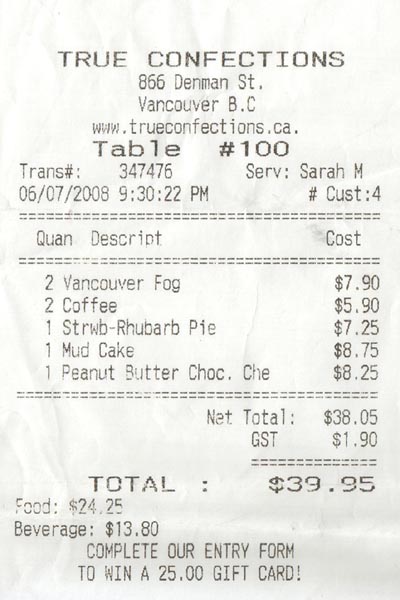 TRUE CONFECTIONS
866 Denman St.
Vancouver B.C
www.trueconfections.ca.
Table #100
Trans#: 347476 Serv: Sarah M
06/07/2008 9:30:22 PM # Cust:4
Quan Descript Cost
2 Vancouver Fog $7.90
2 Coffee $5.90
1 Strwb-Rhubarb Pie $7.25
1 Mud Cake $8.75
1 Peanut Butter Choc. Che $8.25
Net Total: $38.05
GST $1.90
TOTAL : $39.95
Food: $24.25
Beverage: $13.80
COMPLETE OUR ENTRY FORM
TO WIN A 25.00 GIFT CARD!